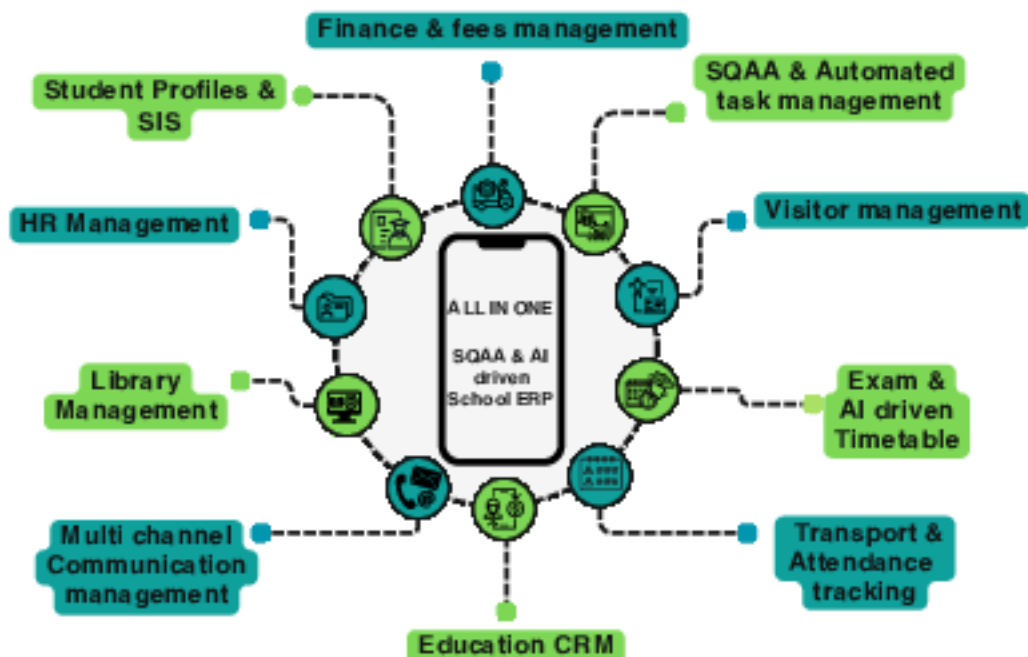 Finance & fees management
Student Profiles &
SIS
SQAA & Automated
task management
HR Management
Visitor management
ALL IN ONE
SQAA & AI
driven
School ERP
Library
Management
Exam &
AI driven
Timetable
Multi channel
Communication
management
Transport &
Attendance
tracking
Education CRM